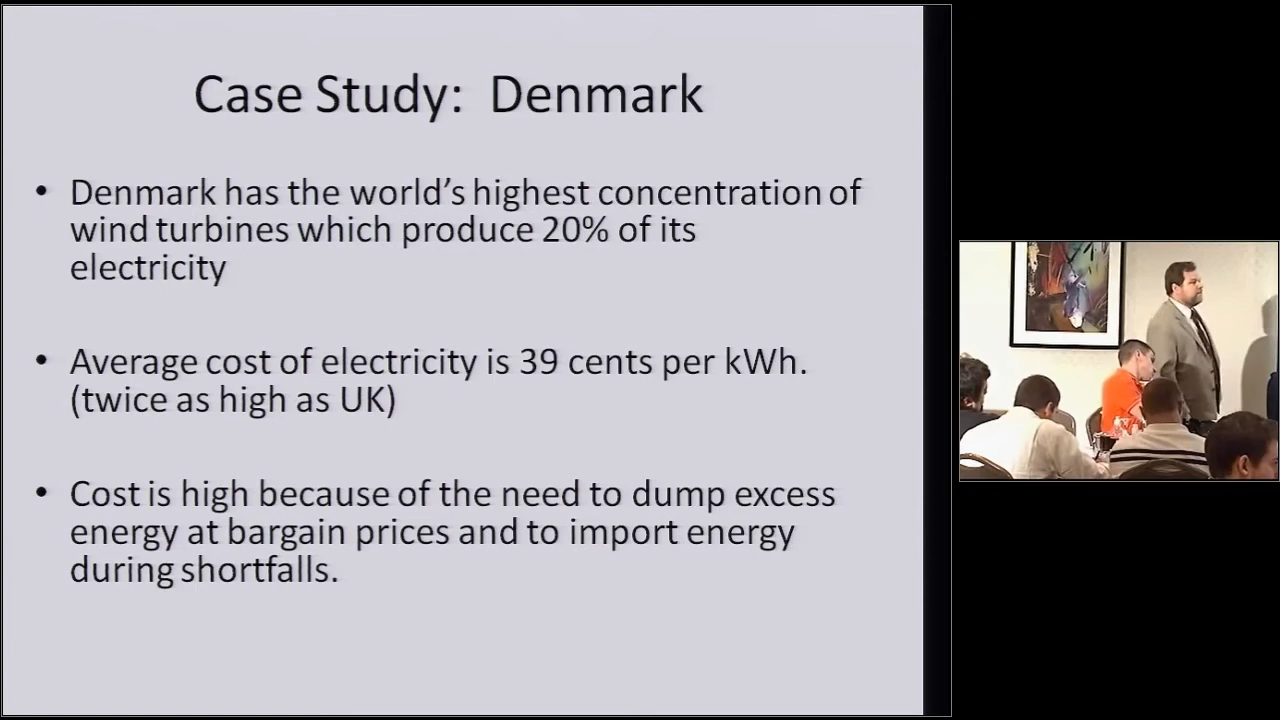 Case Study: Denmark
• Denmark has the world's highest concentration of
wind turbines which produce 20% of its
electricity
• Average cost of electricity is 39 cents per kWh.
(twice as high as UK)
• Cost is high because of the need to dump excess
energy at bargain prices and to import energy
during shortfalls.